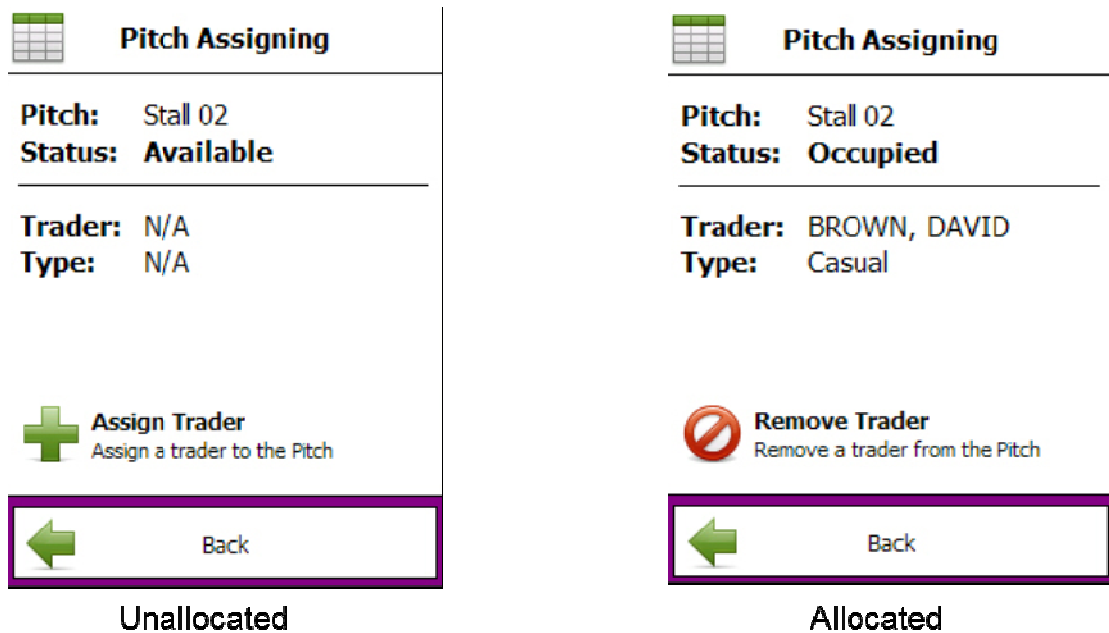 Pitch Assigning
Pitch: Stall 02
Status: Available
Trader: N/A
Type: N/A
Assign Trader
Assign a trader to the Pitch
Back
Unallocated
Pitch Assigning
Pitch: Stall 02
Status: Occupied
Trader: BROWN, DAVID
Type: Casual
Remove Trader
Remove a trader from the Pitch
Back
Allocated